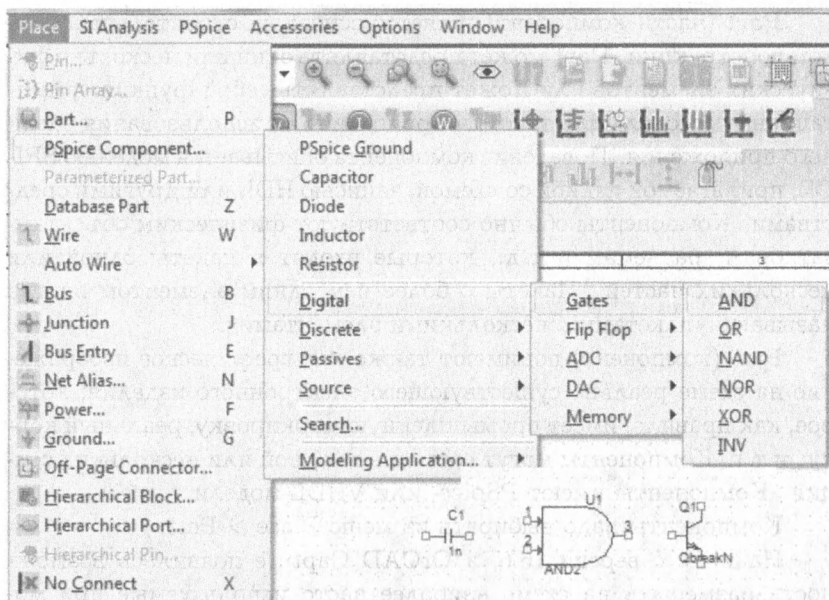 Place SI Analysis PSpice Accessories Options Window Help
Pin...
Pin Array...
Part... P
PSpice Component...
Parameterized Part...
Database Part Z
Wire W
Auto Wire
Bus B
Junction J
Bus Entry E
Net Alias... N
Power... F
Ground... G
Off-Page Connector...
Hierarchical Block...
Hierarchical Port...
Hierarchical Pin...
No Connect X
PSpice Ground
Capacitor
Diode
Inductor
Resistor
Digital
Discrete
Passives
Source
Search...
Modeling Application...
Gates
Flip Flop
ADC
DAC
Memory
AND
OR
NAND
NOR
XOR
INV
3
C1
1n
U1
1
AND2
Q1
QbreakN